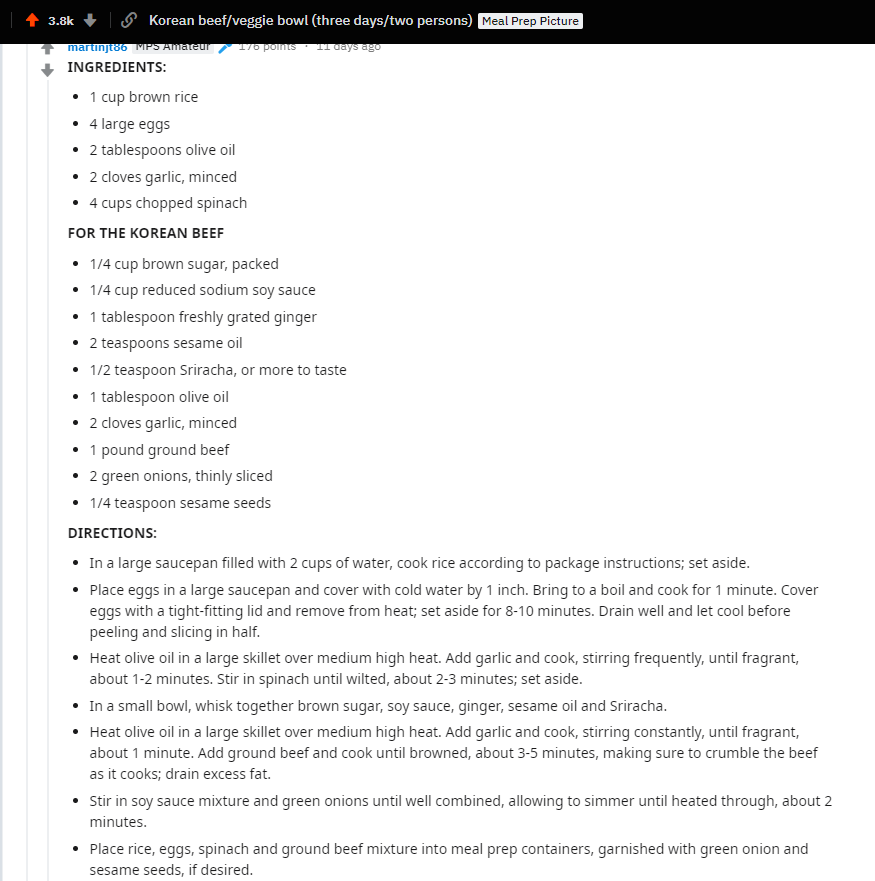 3.8k Korean beef/veggie bowl (three days/two persons) Meal Prep Picture
martinjt86 MPS Amateur 176 points · 11 days ago
INGREDIENTS:
• 1 cup brown rice
• 4 large eggs
• 2 tablespoons olive oil
• 2 cloves garlic, minced
• 4 cups chopped spinach
FOR THE KOREAN BEEF
• 1/4 cup brown sugar, packed
• 1/4 cup reduced sodium soy sauce
• 1 tablespoon freshly grated ginger
• 2 teaspoons sesame oil
• 1/2 teaspoon Sriracha, or more to taste
• 1 tablespoon olive oil
• 2 cloves garlic, minced
• 1 pound ground beef
• 2 green onions, thinly sliced
• 1/4 teaspoon sesame seeds
DIRECTIONS:
• In a large saucepan filled with 2 cups of water, cook rice according to package instructions; set aside.
• Place eggs in a large saucepan and cover with cold water by 1 inch. Bring to a boil and cook for 1 minute. Cover
eggs with a tight-fitting lid and remove from heat; set aside for 8-10 minutes. Drain well and let cool before
peeling and slicing in half.
• Heat olive oil in a large skillet over medium high heat. Add garlic and cook, stirring frequently, until fragrant,
about 1-2 minutes. Stir in spinach until wilted, about 2-3 minutes; set aside.
• In a small bowl, whisk together brown sugar, soy sauce, ginger, sesame oil and Sriracha.
• Heat olive oil in a large skillet over medium high heat. Add garlic and cook, stirring constantly, until fragrant,
about 1 minute. Add ground beef and cook until browned, about 3-5 minutes, making sure to crumble the beef
as it cooks; drain excess fat.
• Stir in soy sauce mixture and green onions until well combined, allowing to simmer until heated through, about 2
minutes.
• Place rice, eggs, spinach and ground beef mixture into meal prep containers, garnished with green onion and
sesame seeds, if desired.